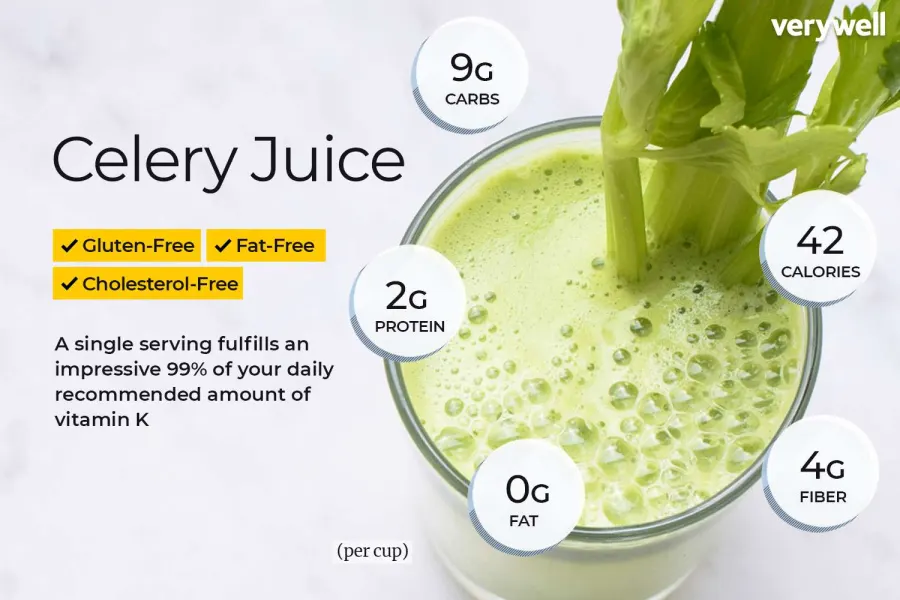 verywell
9G
CARBS
Celery Juice
✔ Gluten-Free ✔ Fat-Free
✔ Cholesterol-Free
42
CALORIES
2G
PROTEIN
A single serving fulfills an
impressive 99% of your daily
recommended amount of
vitamin K
4G
FIBER
0G
FAT
(per cup)